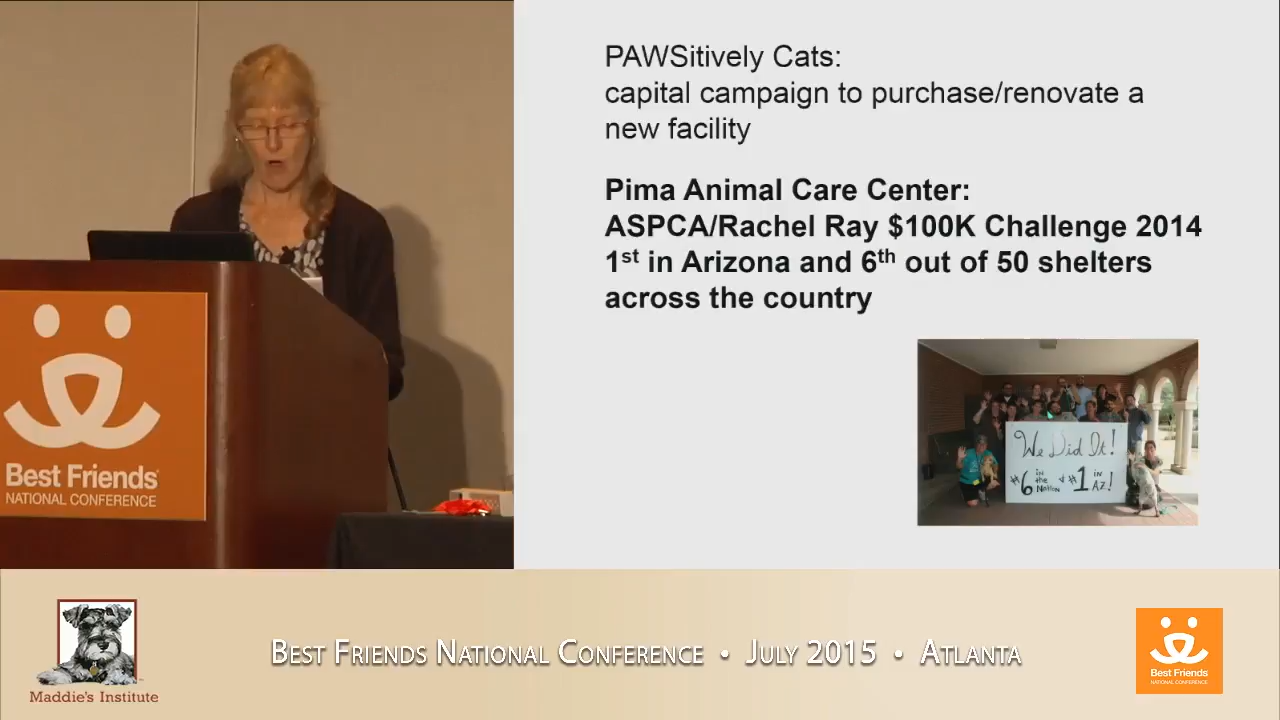 PAWSitively Cats:
capital campaign to purchase/renovate a
new facility
Pima Animal Care Center:
ASPCA/Rachel Ray $100K Challenge 2014
1st in Arizona and 6th out of 50 shelters
across the country
We Did It!
#6 in the Nation & #1 in AZ!
Best Friends
NATIONAL CONFERENCE
Maddie's Institute
Best Friends National Conference • July 2015 • Atlanta
Best Friends
NATIONAL CONFERENCE